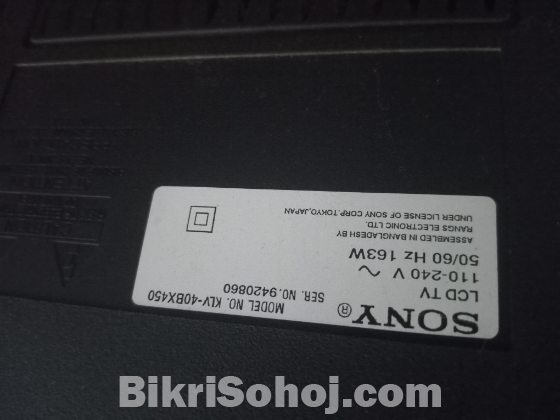 SONY®
LCD TV MODEL NO. KLV-40BX450
110-240 V ~ SER. NO.9420860
50/60 Hz 163W
ASSEMBLED IN BANGLADESH BY
RANGS ELECTRONIC LTD.
UNDER LICENSE OF SONY CORP.TOKYO,JAPAN
BikriSohoj.com